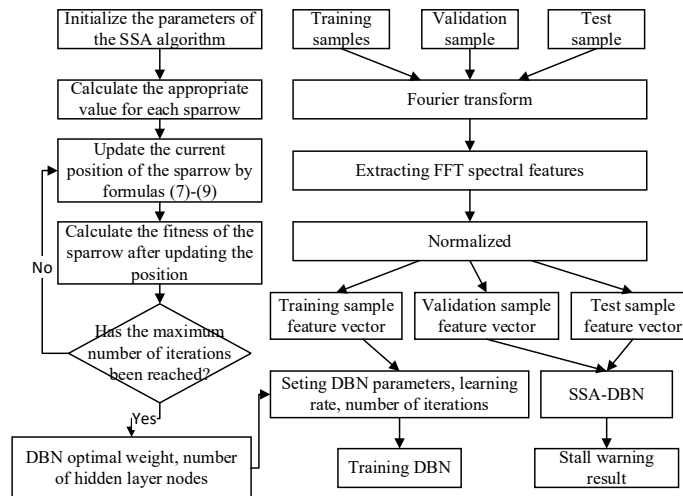 Initialize the parameters of
the SSA algorithm
Calculate the appropriate
value for each sparrow
Update the current
position of the sparrow by
formulas (7)-(9)
Calculate the fitness of the
sparrow after updating the
position
No
Has the maximum
number of iterations
been reached?
Yes
DBN optimal weight, number
of hidden layer nodes
Training
samples
Validation
sample
Test
sample
Fourier transform
Extracting FFT spectral features
Normalized
Training sample
feature vector
Validation sample
feature vector
Test sample
feature vector
Seting DBN parameters, learning
rate, number of iterations
SSA-DBN
Training DBN
Stall warning
result